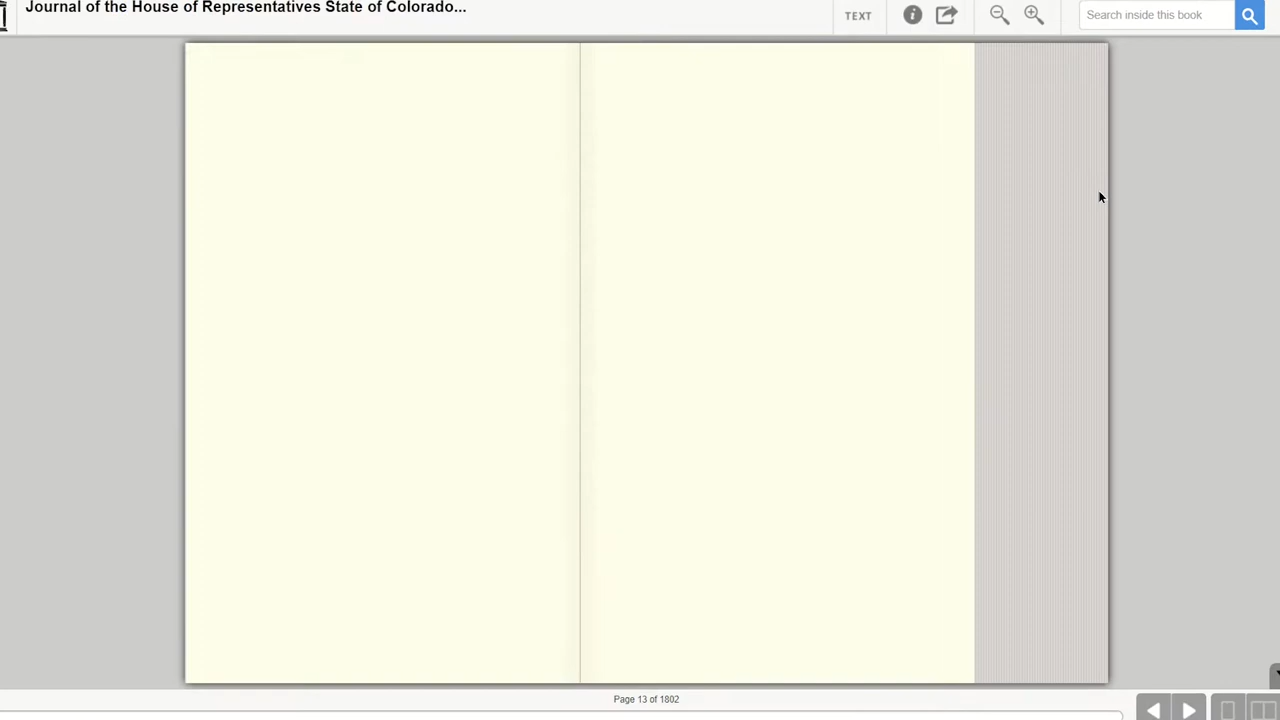 Journal of the House of Representatives State of Colorado...
TEXT
Search inside this book
Page 13 of 1802